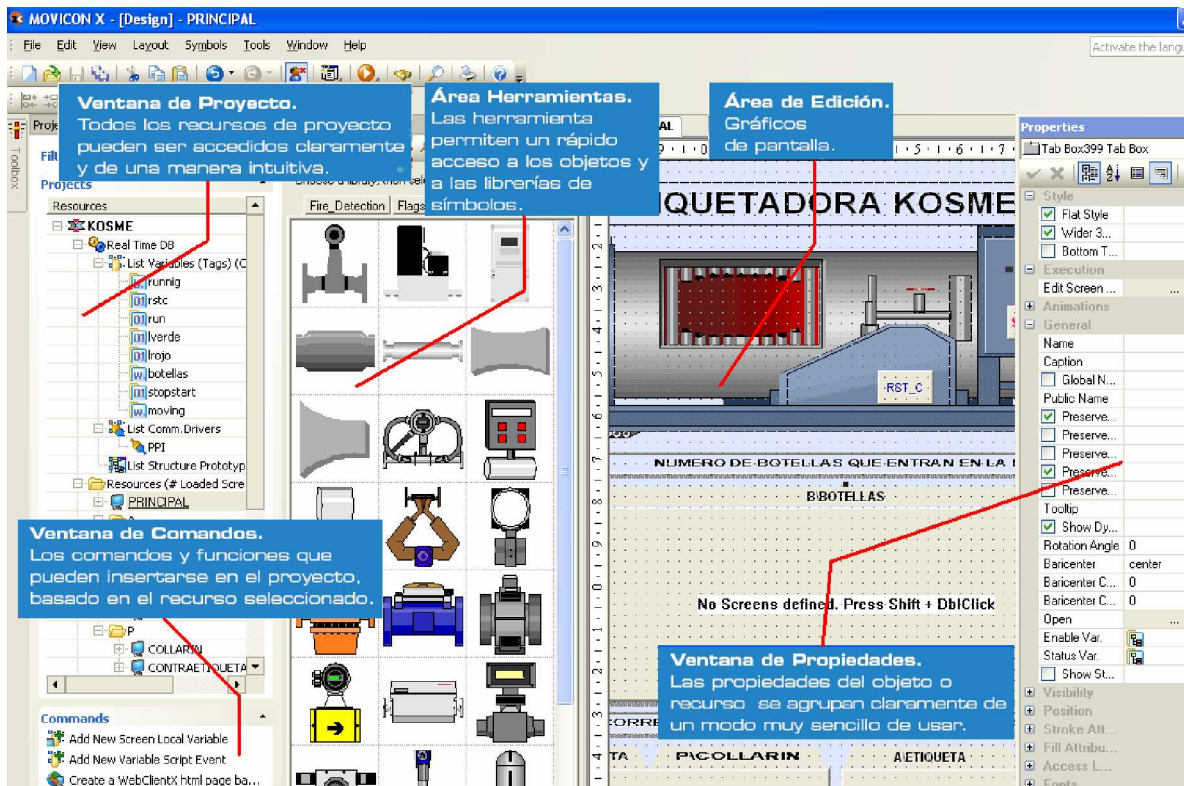 MOVICON X - [Design] - PRINCIPAL
File Edit View Layout Symbols Tools Window Help
Activate the langu
Ventana de Proyecto.
Todos los recursos de proyecto
pueden ser accedidos claramente
y de una manera intuitiva.
Área Herramientas.
Las herramienta
permiten un rápido
acceso a los objetos y
a las librerías de
símbolos.
Área de Edición.
Gráficos
de pantalla.
Toolbox
Proje
Filt
Projects
Resources
KOSME
Real Time DB
List Variables (Tags) (C
runnig
rstc
run
lverde
lrojo
botellas
stopstart
moving
List Comm.Drivers
PPI
List Structure Prototyp
Resources (# Loaded Scre
PRINCIPAL
Ventana de Comandos.
Los comandos y funciones que
pueden insertarse en el proyecto,
basado en el recurso seleccionado.
P
COLLARIN
CONTRAETIQUETA
Commands
Add New Screen Local Variable
Add New Variable Script Event
Create a WebClientX html page ba...
Fire_Detection Flags
AL
QUETADORA KOSME
RST_C
NUMERO DE BOTELLAS QUE ENTRAN EN LA
B\BOTELLAS
No Screens defined. Press Shift + DblClick
Ventana de Propiedades.
Las propiedades del objeto o
recurso se agrupan claramente de
un modo muy sencillo de usar.
CORRE
TA P\COLLARIN A\ETIQUETA
Properties
Tab Box399 Tab Box
Style
Flat Style
Wider 3...
Bottom T...
Execution
Edit Screen ... ...
Animations
General
Name
Caption
Global N...
Public Name
Preserve...
Preserve...
Preserve...
Preserve...
Preserve...
Tooltip
Show Dy...
Rotation Angle 0
Baricenter center
Baricenter C... 0
Baricenter C... 0
Open ...
Enable Var.
Status Var.
Show St...
Visibility
Position
Stroke Att...
Fill Attribu...
Access L...
Fonts